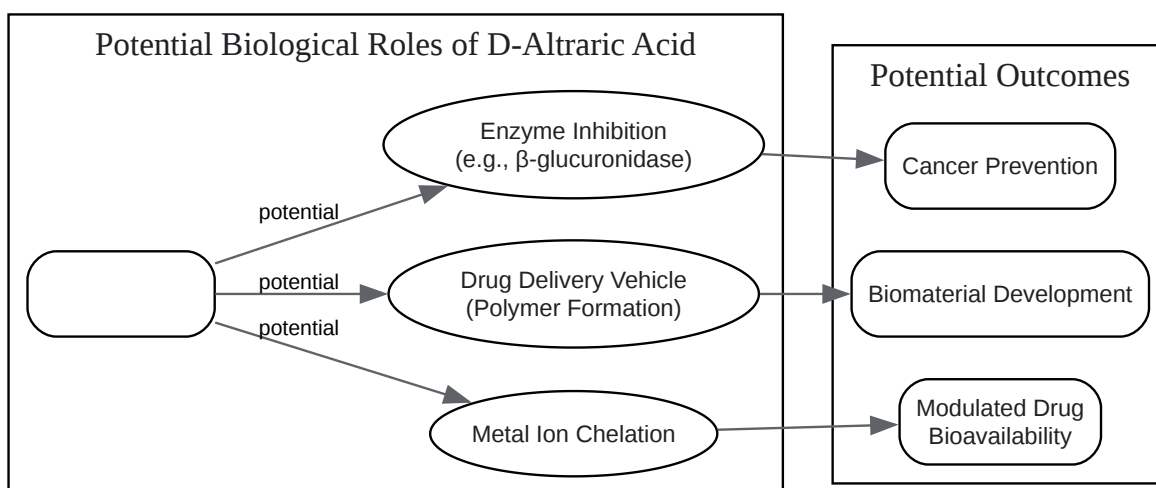 Potential Biological Roles of D-Altraric Acid
Potential Outcomes
Enzyme Inhibition
(e.g., β-glucuronidase)
Cancer Prevention
potential
potential
Drug Delivery Vehicle
(Polymer Formation)
Biomaterial Development
potential
Metal Ion Chelation
Modulated Drug
Bioavailability